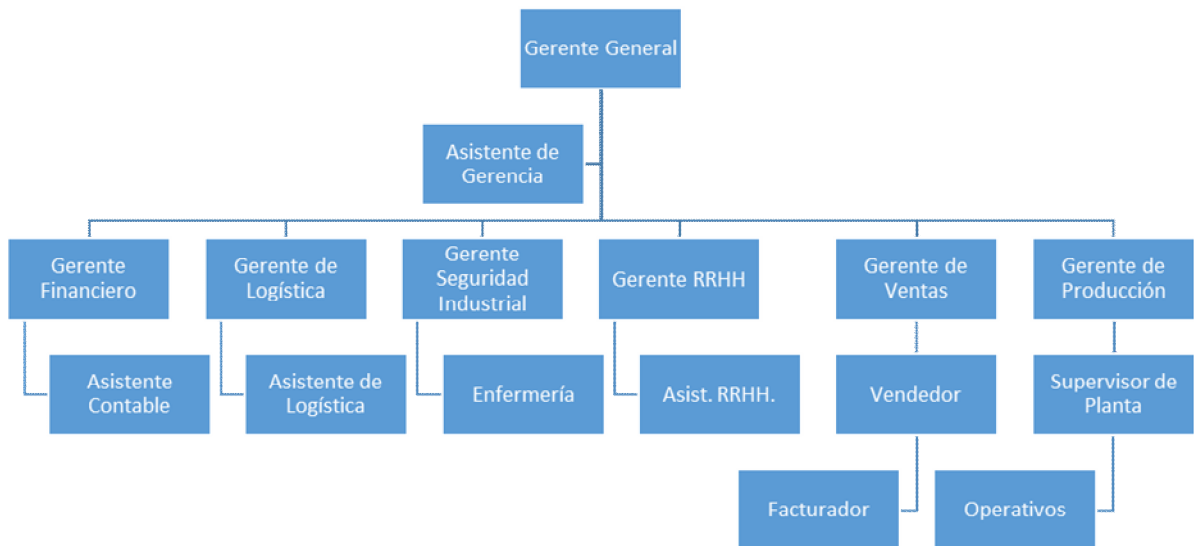 Gerente General
Asistente de
Gerencia
Gerente
Financiero
Gerente de
Logística
Gerente
Seguridad
Industrial
Gerente RRHH
Gerente de
Ventas
Gerente de
Producción
Asistente
Contable
Asistente de
Logística
Enfermería
Asist. RRHH.
Vendedor
Supervisor de
Planta
Facturador
Operativos